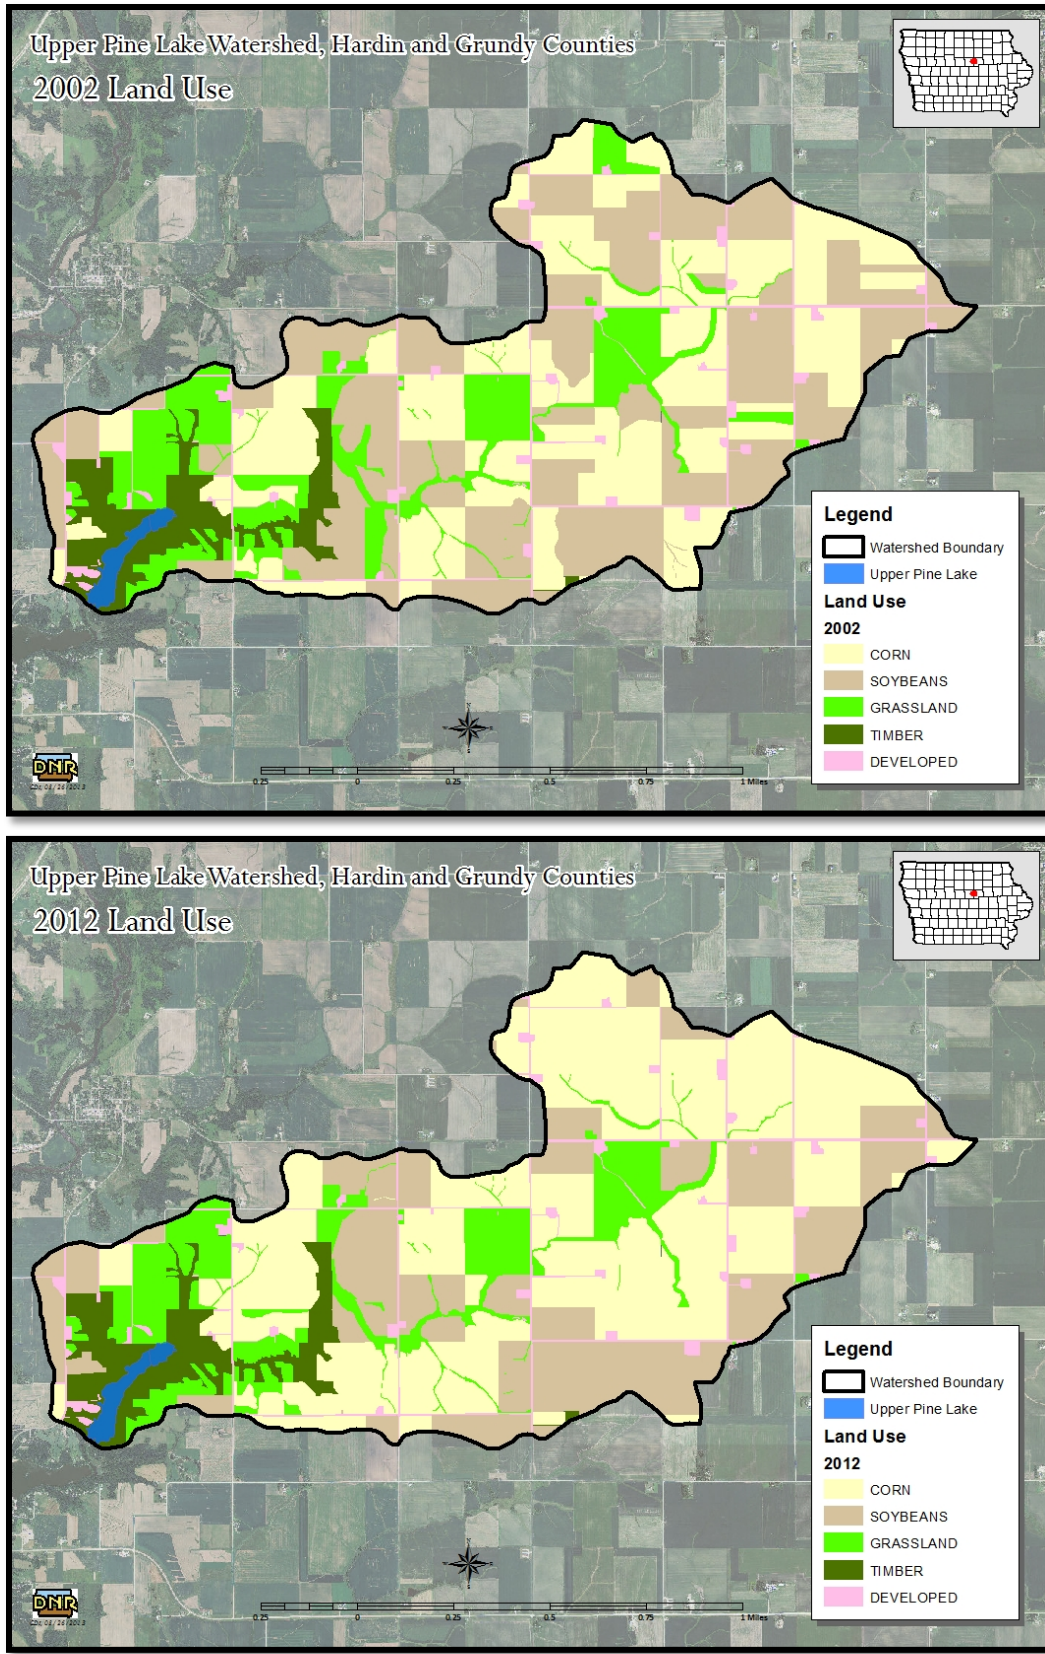 Upper Pine Lake Watershed, Hardin and Grundy Counties
2002 Land Use
Legend
Watershed Boundary
Upper Pine Lake
Land Use
2002
CORN
SOYBEANS
GRASSLAND
TIMBER
DEVELOPED
DNR
0.25 0 0.25 0.5 0.75 1 Miles
Upper Pine Lake Watershed, Hardin and Grundy Counties
2012 Land Use
Legend
Watershed Boundary
Upper Pine Lake
Land Use
2012
CORN
SOYBEANS
GRASSLAND
TIMBER
DEVELOPED
DNR
0.25 0 0.25 0.5 0.75 1 Miles